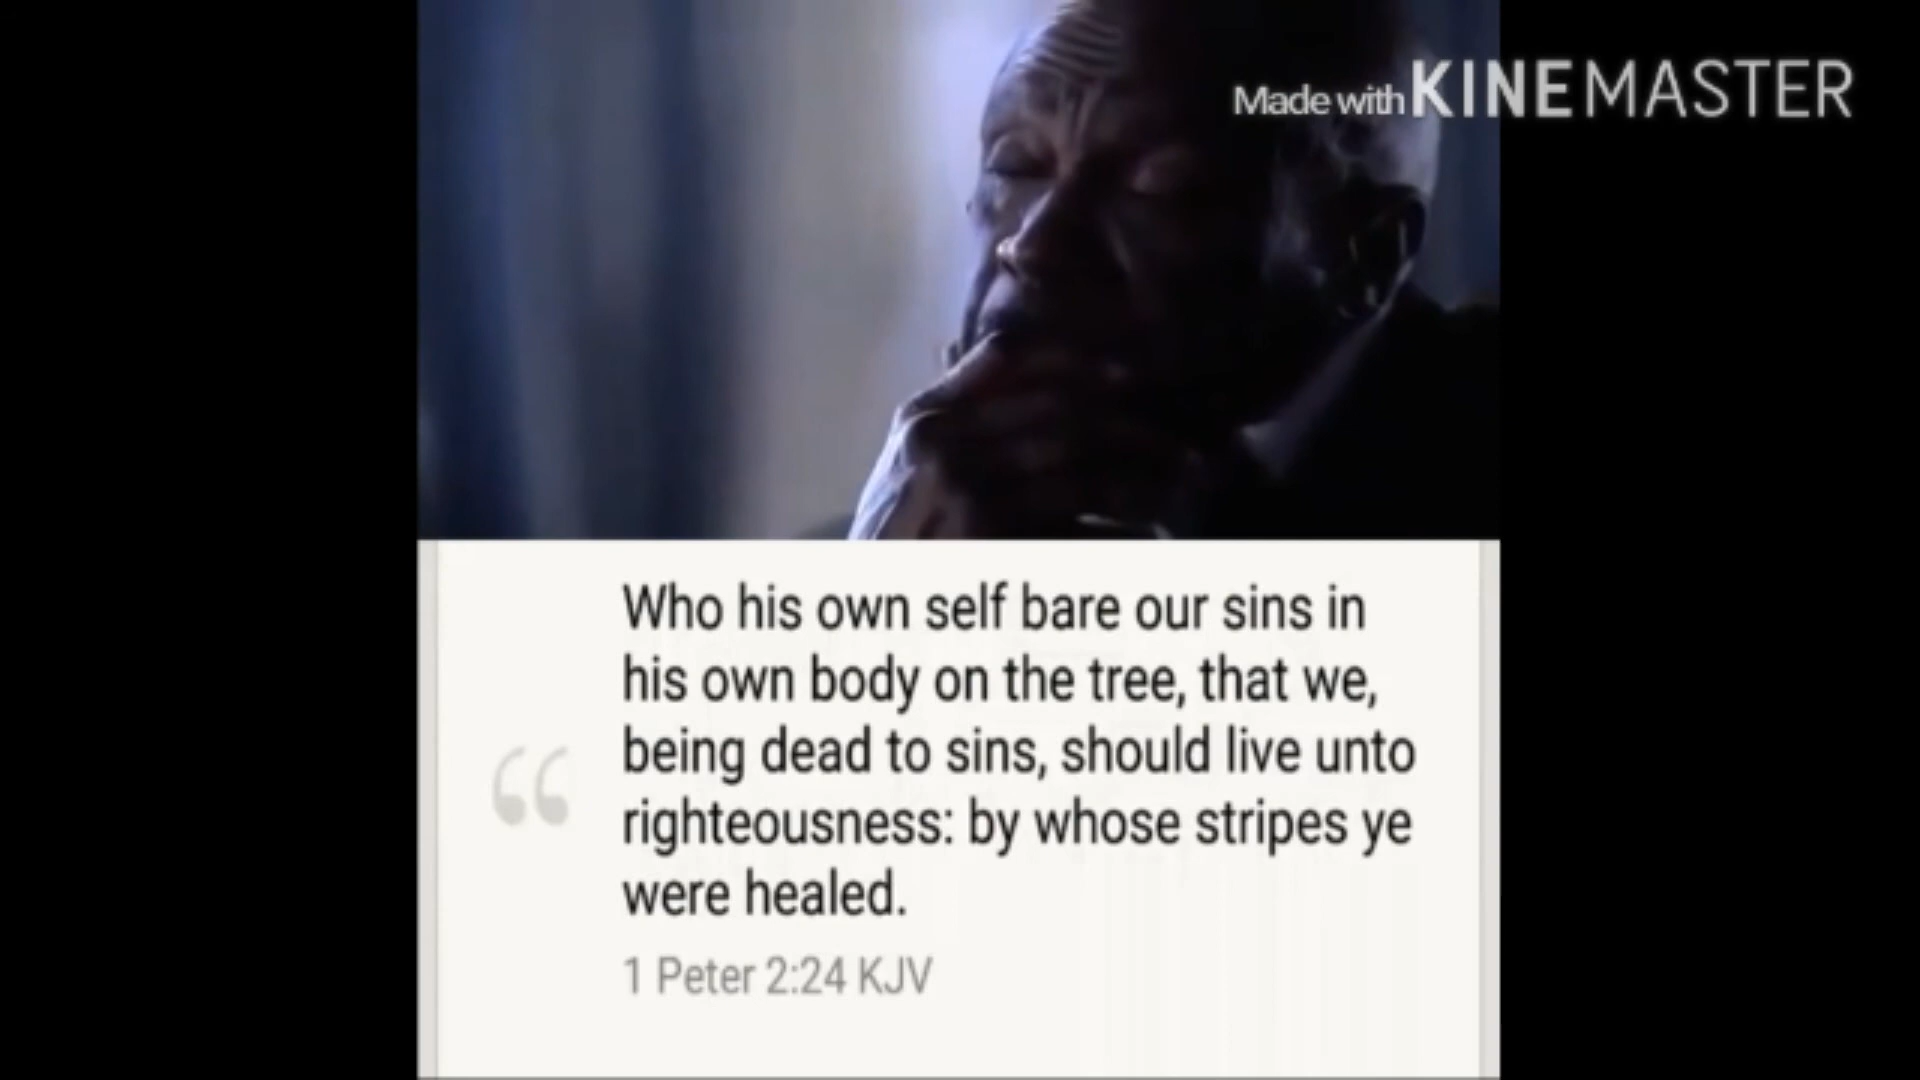 Made with KINEMASTER
Who his own self bare our sins in
his own body on the tree, that we,
being dead to sins, should live unto
righteousness: by whose stripes ye
were healed.
1 Peter 2:24 KJV